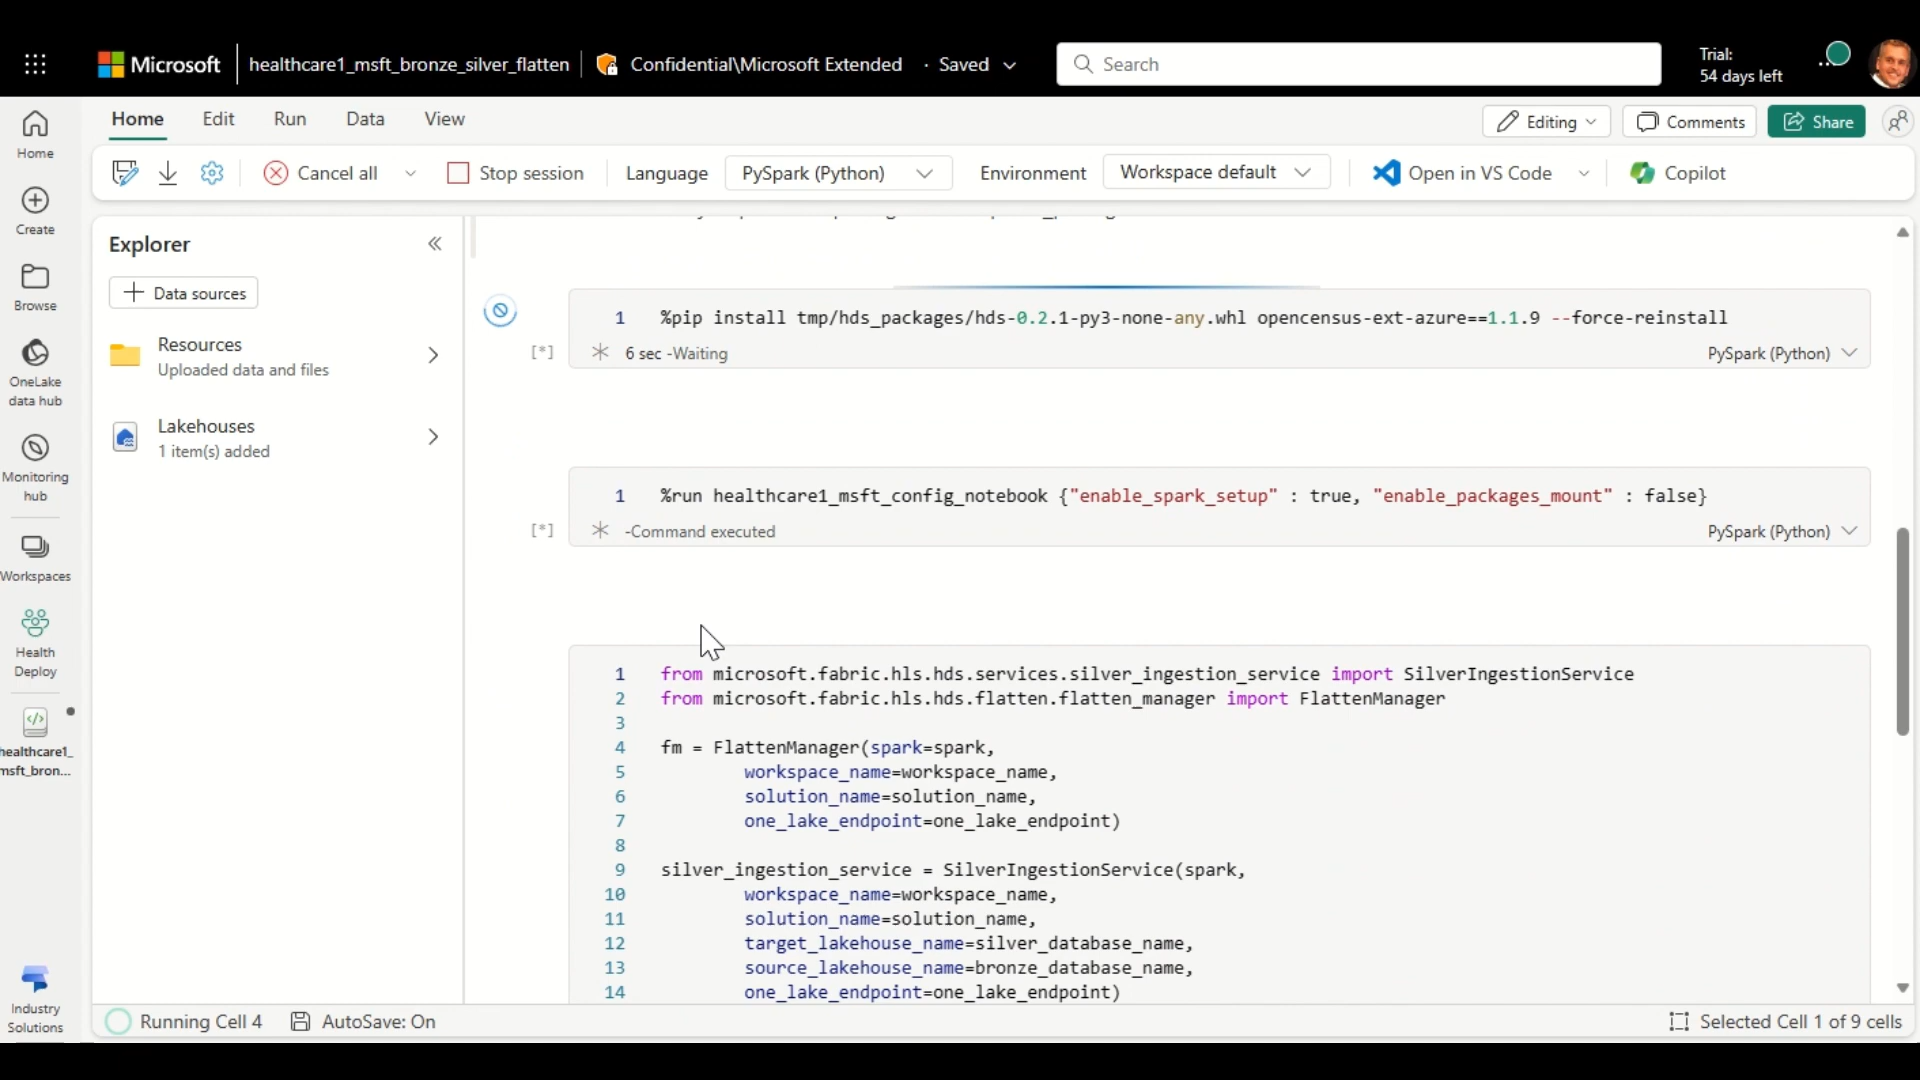 Microsoft
healthcare1_msft_bronze_silver_flatten
Confidential\Microsoft Extended
· Saved
Search
Trial:
54 days left
Home
Edit
Run
Data
View
Editing
Comments
Share
Cancel all
Stop session
Language
PySpark (Python)
Environment
Workspace default
Open in VS Code
Copilot
Home
Create
Browse
OneLake
data hub
Monitoring
hub
Workspaces
Health
Deploy
healthcare1_
msft_bron...
Industry
Solutions
Explorer
Data sources
Resources
Uploaded data and files
Lakehouses
1 item(s) added
1 %pip install tmp/hds_packages/hds-0.2.1-py3-none-any.whl opencensus-ext-azure==1.1.9 --force-reinstall
[*]
6 sec -Waiting
PySpark (Python)
1 %run healthcare1_msft_config_notebook {"enable_spark_setup" : true, "enable_packages_mount" : false}
[*]
-Command executed
PySpark (Python)
1 from microsoft.fabric.hls.hds.services.silver_ingestion_service import SilverIngestionService
2 from microsoft.fabric.hls.hds.flatten.flatten_manager import FlattenManager
3
4 fm = FlattenManager(spark=spark,
5 workspace_name=workspace_name,
6 solution_name=solution_name,
7 one_lake_endpoint=one_lake_endpoint)
8
9 silver_ingestion_service = SilverIngestionService(spark,
10 workspace_name=workspace_name,
11 solution_name=solution_name,
12 target_lakehouse_name=silver_database_name,
13 source_lakehouse_name=bronze_database_name,
14 one_lake_endpoint=one_lake_endpoint)
Running Cell 4
AutoSave: On
Selected Cell 1 of 9 cells